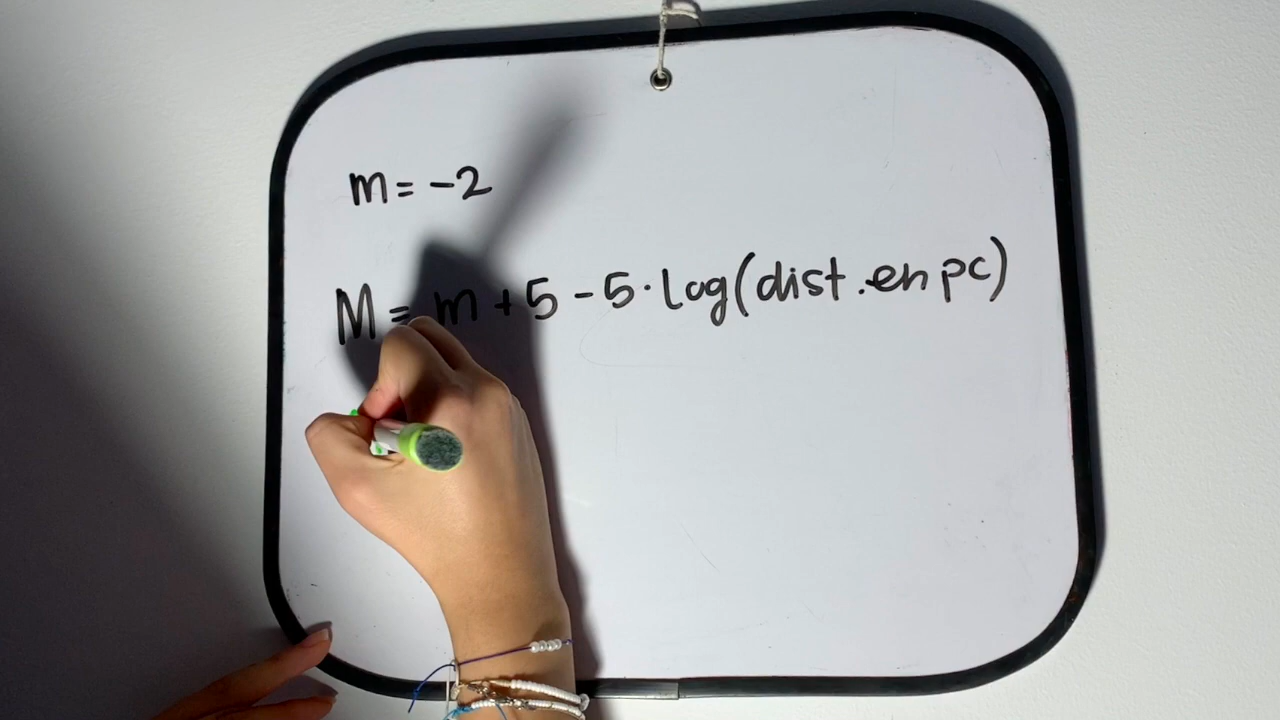 m = -2
M = m + 5 - 5 · log(dist. en pc)